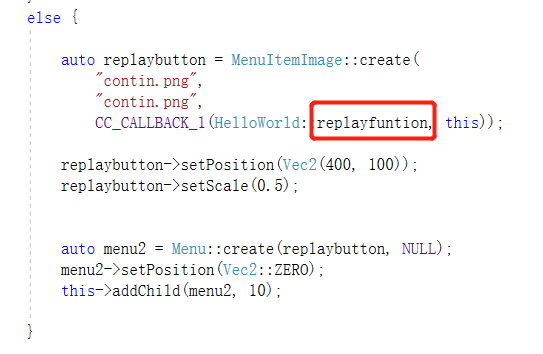 else {
auto replaybutton = MenuItemImage::create(
"contin.png",
"contin.png",
CC_CALLBACK_1(HelloWorld::replayfuntion, this));
replaybutton->setPosition(Vec2(400, 100));
replaybutton->setScale(0.5);
auto menu2 = Menu::create(replaybutton, NULL);
menu2->setPosition(Vec2::ZERO);
this->addChild(menu2, 10);
}